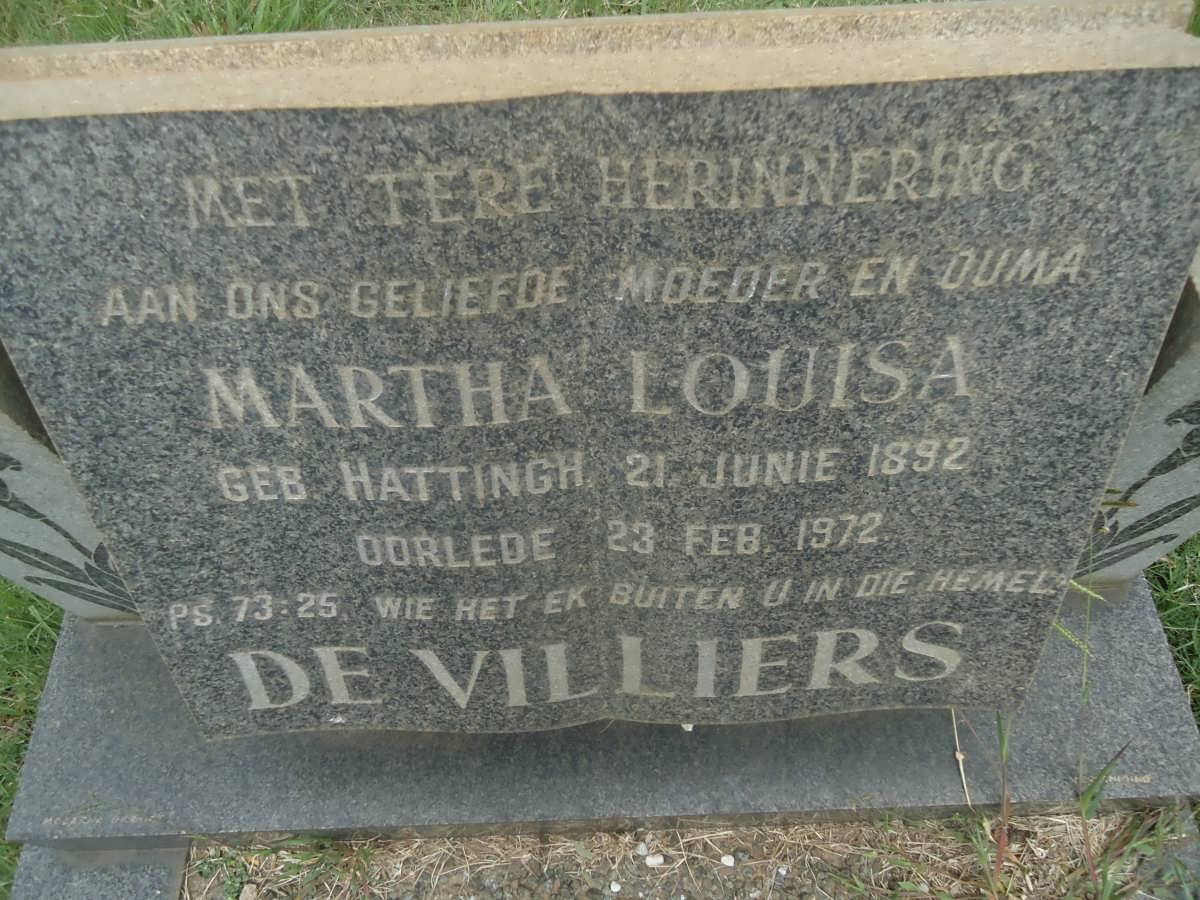 MET TERE HERINNERING
AAN ONS GELIEFDE MOEDER EN OUMA
MARTHA LOUISA
GEB HATTINGH 21. JUNIE 1892
OORLEDE 23 FEB. 1972
PS. 73:25. WIE HET EK BUITEN U IN DIE HEMEL
DE VILLIERS